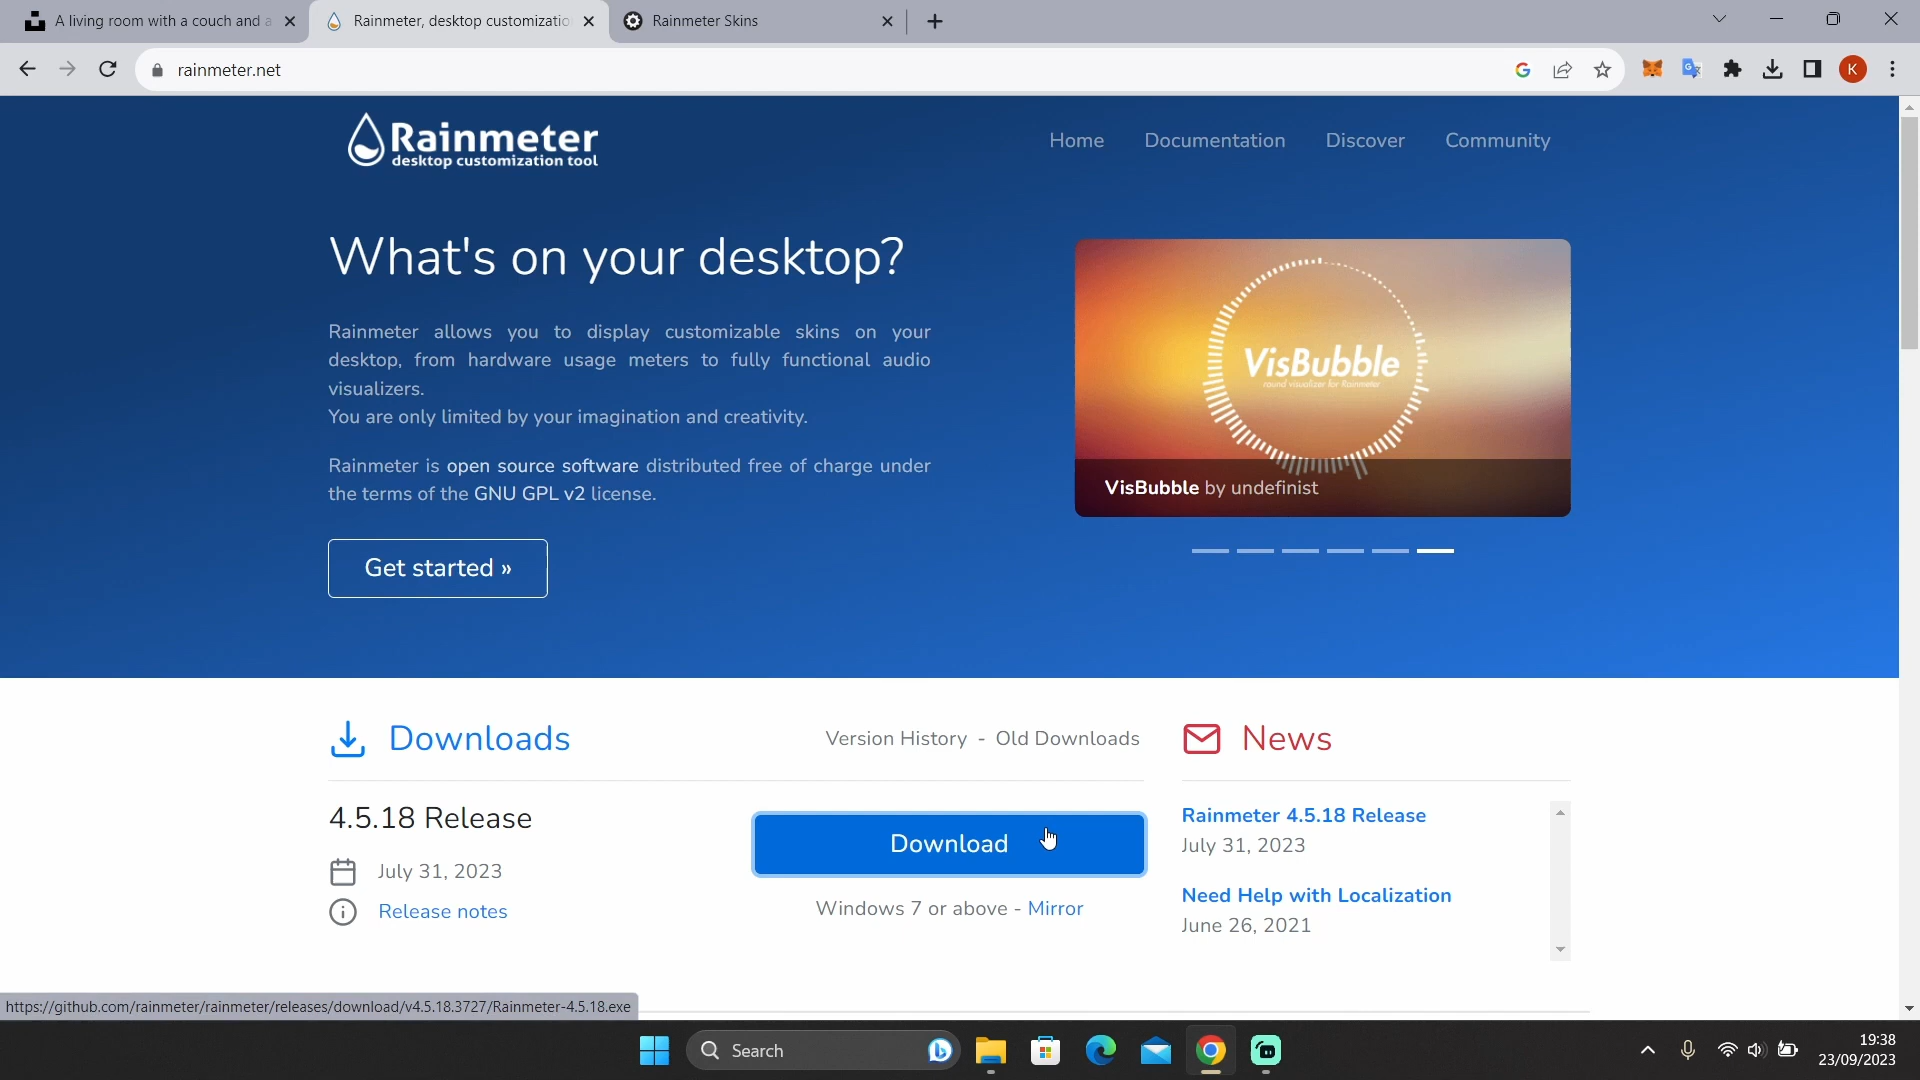 A living room with a couch and a
Rainmeter, desktop customizatio
Rainmeter Skins
rainmeter.net
K
Rainmeter
desktop customization tool
Home
Documentation
Discover
Community
What's on your desktop?
Rainmeter allows you to display customizable skins on your
desktop, from hardware usage meters to fully functional audio
visualizers.
You are only limited by your imagination and creativity.
Rainmeter is open source software distributed free of charge under
the terms of the GNU GPL v2 license.
Get started »
VisBubble
round visualizer for Rainmeter
VisBubble by undefinist
Downloads
Version History - Old Downloads
4.5.18 Release
July 31, 2023
Release notes
Download
Windows 7 or above - Mirror
News
Rainmeter 4.5.18 Release
July 31, 2023
Need Help with Localization
June 26, 2021
https://github.com/rainmeter/rainmeter/releases/download/v4.5.18.3727/Rainmeter-4.5.18.exe
Search
19:38
23/09/2023